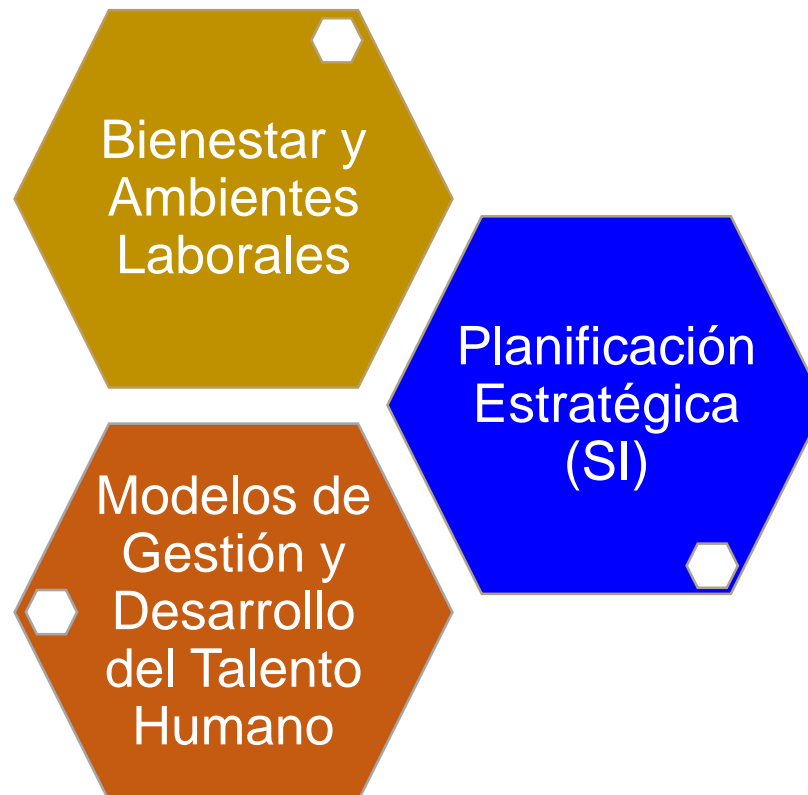 Bienestar y
Ambientes
Laborales
Planificación
Estratégica
(SI)
Modelos de
Gestión y
Desarrollo
del Talento
Humano